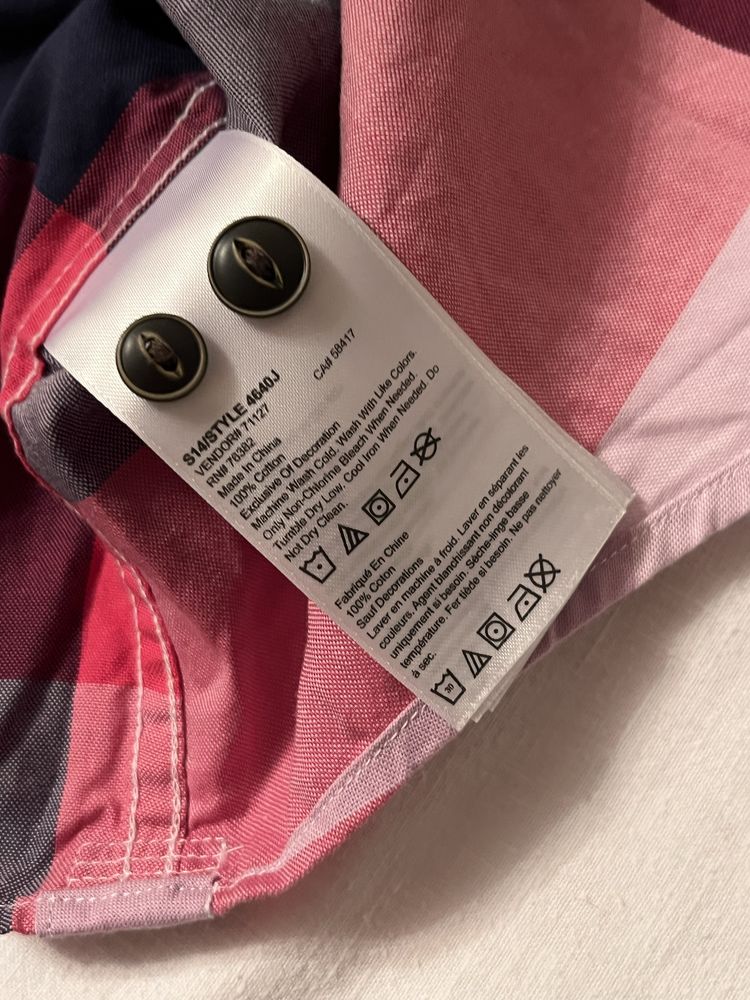 S14/STYLE 4640J
VENDOR# 71127
RN# 76382 CA# 58417
Made In China
100% Cotton
Exclusive Of Decoration
Machine Wash Cold. Wash With Like Colors.
Only Non-Chlorine Bleach When Needed.
Tumble Dry Low. Cool Iron When Needed. Do
Not Dry Clean.
Fabriqué En Chine
100% Coton
Sauf Decorations
Laver en machine à froid. Laver en séparant les
couleurs. Agent blanchissant non décolorant
uniquement si besoin. Sèche-linge basse
température. Fer tiède si besoin. Ne pas nettoyer
à sec.
30